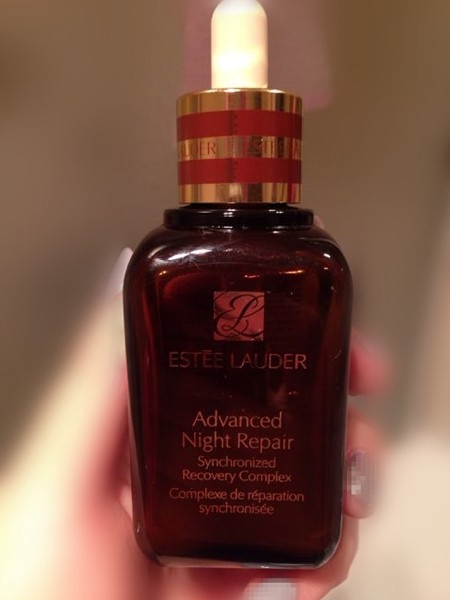 ESTĒE LAUDER
Advanced
Night Repair
Synchronized
Recovery Complex
Complexe de réparation
synchronisée